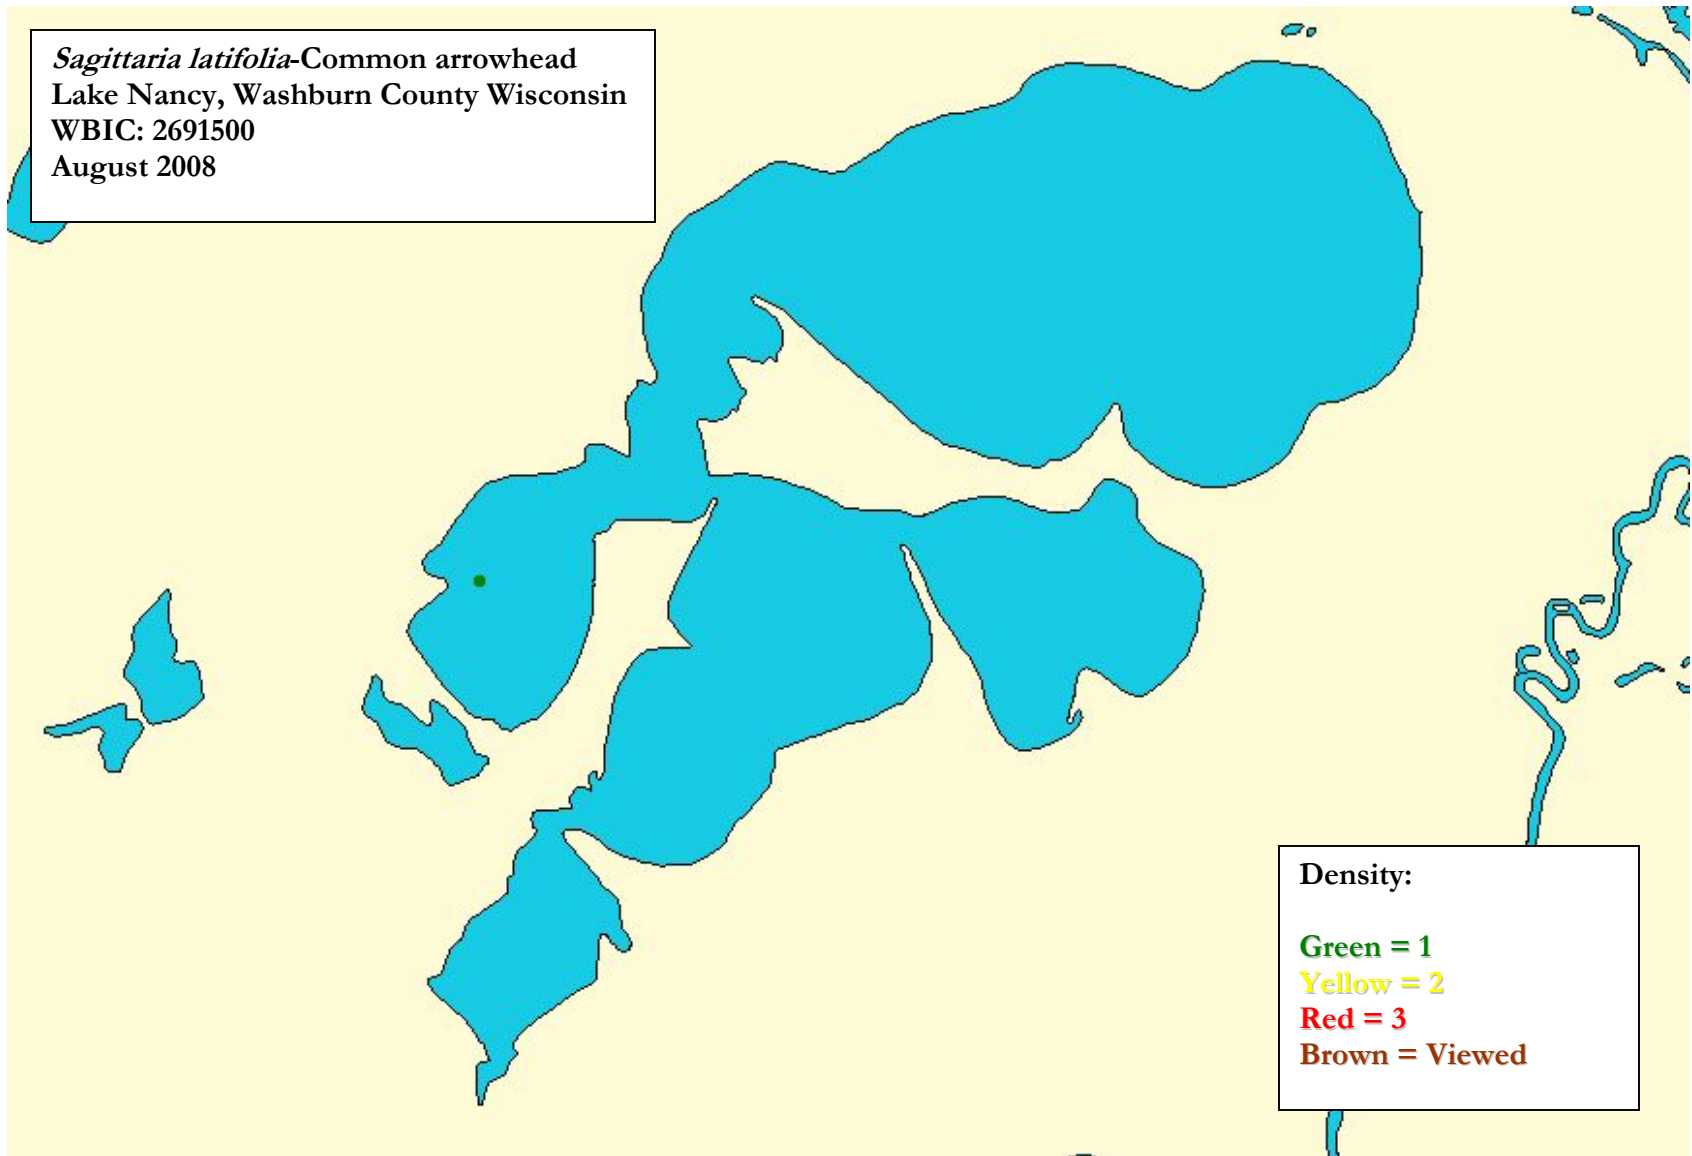 Sagittaria latifolia-Common arrowhead
Lake Nancy, Washburn County Wisconsin
WBIC: 2691500
August 2008
Density:
Green = 1
Yellow = 2
Red = 3
Brown = Viewed